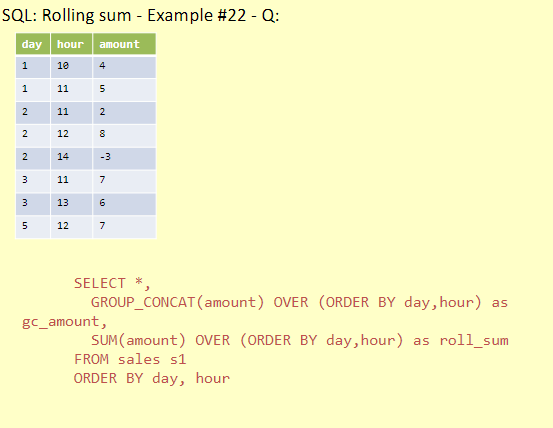 SQL: Rolling sum - Example #22 - Q:
day hour amount
1 10 4
1 11 5
2 11 2
2 12 8
2 14 -3
3 11 7
3 13 6
5 12 7
SELECT *,
GROUP_CONCAT(amount) OVER (ORDER BY day,hour) as
gc_amount,
SUM(amount) OVER (ORDER BY day,hour) as roll_sum
FROM sales s1
ORDER BY day, hour